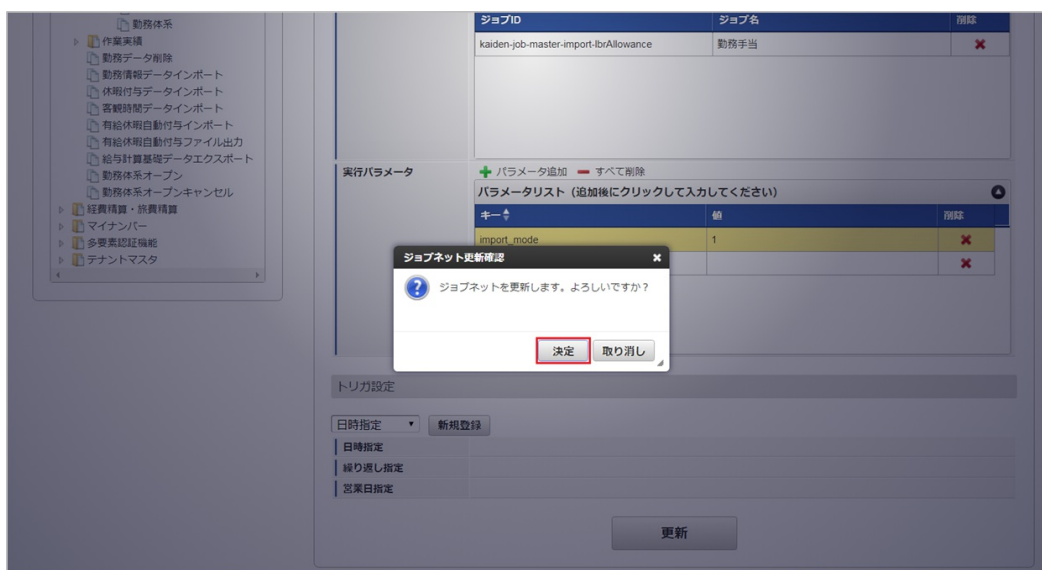 勤務体系
作業実績
勤務データ削除
勤務情報データインポート
休暇付与データインポート
客観時間データインポート
有給休暇自動付与インポート
有給休暇自動付与ファイル出力
給与計算基礎データエクスポート
勤務体系オープン
勤務体系オープンキャンセル
経費精算・旅費精算
マイナンバー
多要素認証機能
テナントマスタ
ジョブID ジョブ名 削除
kaiden-job-master-import-lbrAllowance 勤務手当
実行パラメータ
パラメータ追加 すべて削除
パラメータリスト（追加後にクリックして入力してください）
キー 値 削除
import_mode 1
ジョブネット更新確認
ジョブネットを更新します。よろしいですか？
決定 取り消し
トリガ設定
日時指定 新規登録
日時指定
繰り返し指定
営業日指定
更新